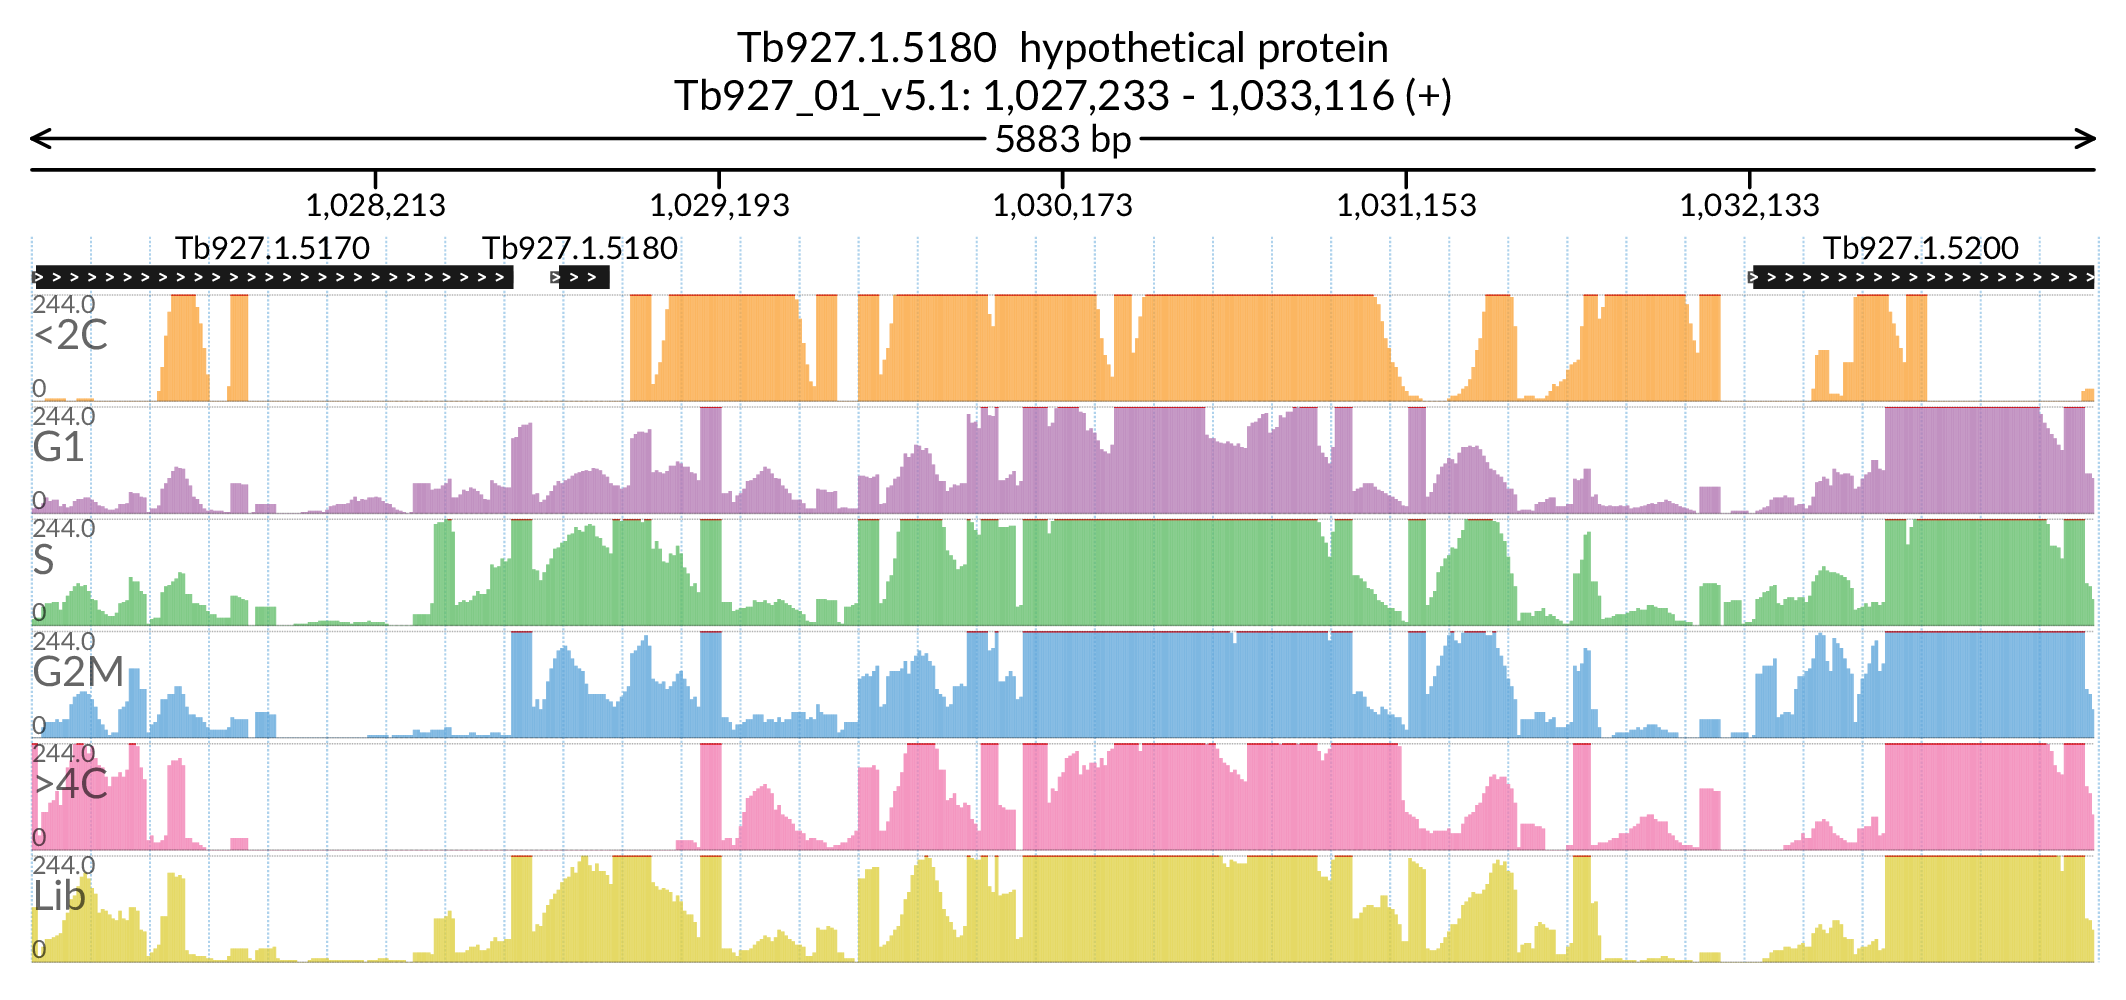 Tb927.1.5180  hypothetical protein
Tb927_01_v5.1: 1,027,233 - 1,033,116 (+)
5883 bp
1,028,213 1,029,193 1,030,173 1,031,153 1,032,133
Tb927.1.5170 Tb927.1.5180 Tb927.1.5200
244.0
<2C
0
244.0
G1
0
244.0
S
0
244.0
G2M
0
244.0
>4C
0
244.0
Lib
0